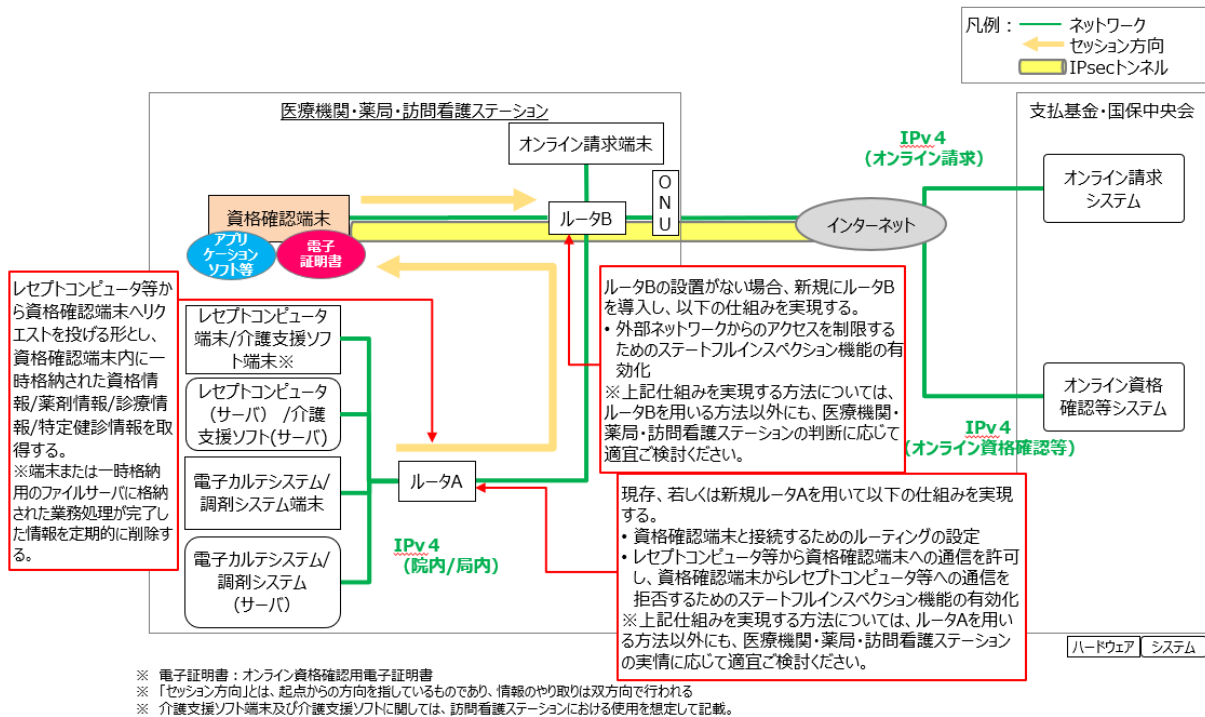 凡例：
ネットワーク
セッション方向
IPsecトンネル
医療機関・薬局・訪問看護ステーション
支払基金・国保中央会
オンライン請求端末
IPv4
(オンライン請求)
オンライン請求
システム
ONU
資格確認端末
ルータB
インターネット
アプリ
ケーション
ソフト等
電子
証明書
レセプトコンピュータ等か
ら資格確認端末へリク
エストを投げる形とし、
資格確認端末内に一
時格納された資格情
報/薬剤情報/診療情
報/特定健診情報を取
得する。
※端末または一時格納
用のファイルサーバに格納
された業務処理が完了し
た情報を定期的に削除す
る。
レセプトコンピュータ
端末/介護支援ソフ
ト端末※
レセプトコンピュータ
(サーバ) /介護
支援ソフト(サーバ)
電子カルテシステム/
調剤システム端末
電子カルテシステム/
調剤システム
(サーバ)
ルータA
IPv4
(院内/局内)
ルータBの設置がない場合、新規にルータB
を導入し、以下の仕組みを実現する。
• 外部ネットワークからのアクセスを制限する
ためのステートフルインスペクション機能の有
効化
※上記仕組みを実現する方法については、
ルータBを用いる方法以外にも、医療機関・
薬局・訪問看護ステーションの判断に応じて
適宜ご検討ください。
オンライン資格
確認等システム
IPv4
(オンライン資格確認等)
現存、若しくは新規ルータAを用いて以下の仕組みを実現
する。
• 資格確認端末と接続するためのルーティングの設定
• レセプトコンピュータ等から資格確認端末への通信を許可
し、資格確認端末からレセプトコンピュータ等への通信を
拒否するためのステートフルインスペクション機能の有効化
※上記仕組みを実現する方法については、ルータAを用い
る方法以外にも、医療機関・薬局・訪問看護ステーション
の実情に応じて適宜ご検討ください。
ハードウェア システム
※ 電子証明書：オンライン資格確認用電子証明書
※ 「セッション方向」とは、起点からの方向を指しているものであり、情報のやり取りは双方向で行われる
※ 介護支援ソフト端末及び介護支援ソフトに関しては、訪問看護ステーションにおける使用を想定して記載。